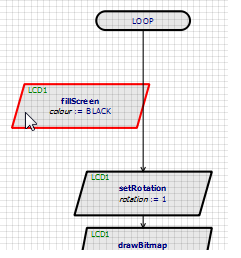 LOOP
LCD1
fillScreen
colour := BLACK
LCD1
setRotation
rotation := 1
LCD1
drawBitmap